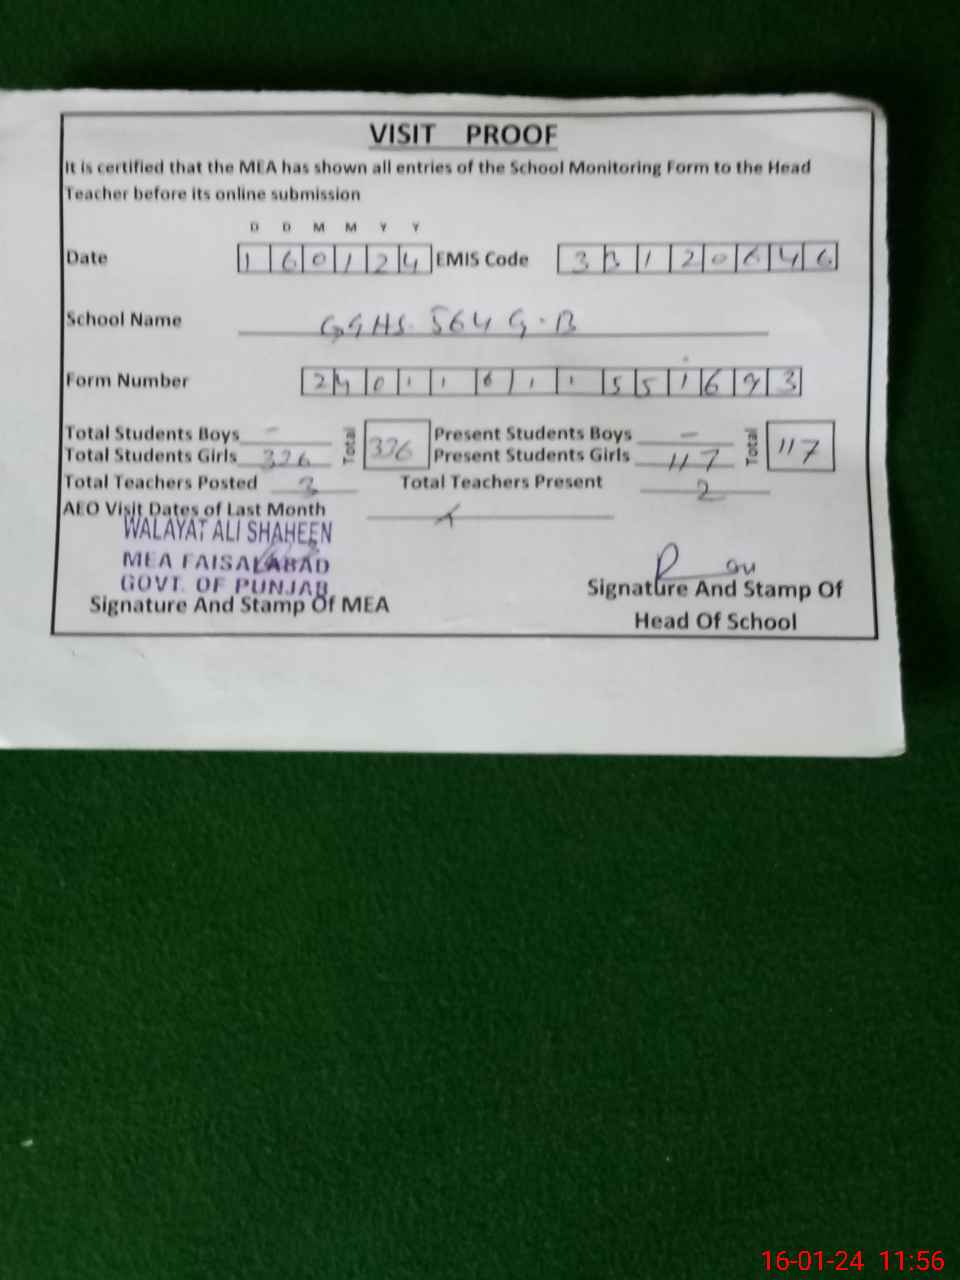 VISIT PROOF
It is certified that the MEA has shown all entries of the School Monitoring Form to the Head
Teacher before its online submission
D D M M Y Y
Date 1 6 0 1 2 4 EMIS Code 3 3 1 2 0 6 4 6
School Name GGHS. 564 G.B
Form Number 2 4 0 1 1 6 1 1 5 5 1 6 9 3
Total Students Boys - Total 326 Present Students Boys - Total 117
Total Students Girls 326 Present Students Girls 117
Total Teachers Posted 3 Total Teachers Present 2
AEO Visit Dates of Last Month
WALAYAT ALI SHAHEEN
MEA FAISALABAD
GOVT. OF PUNJAB
Signature And Stamp Of MEA
Signature And Stamp Of
Head Of School
16-01-24 11:56